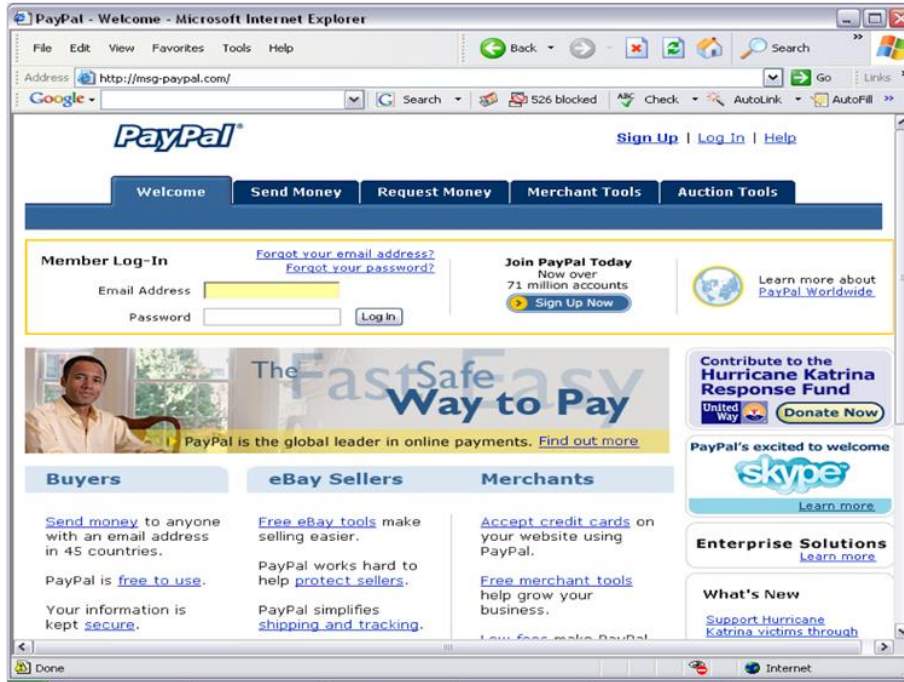 PayPal - Welcome - Microsoft Internet Explorer
File Edit View Favorites Tools Help Back Search »
Address http://msg-paypal.com/ Go Links »
Google Search 526 blocked ABC Check AutoLink AutoFill »
PayPal
Sign Up | Log In | Help
Welcome Send Money Request Money Merchant Tools Auction Tools
Member Log-In
Forgot your email address?
Forgot your password?
Email Address
Password Log In
Join PayPal Today
Now over
71 million accounts
Sign Up Now
Learn more about
PayPal Worldwide
The Fast Safe Easy
Way to Pay
PayPal is the global leader in online payments. Find out more
Contribute to the
Hurricane Katrina
Response Fund
United Way
Donate Now
PayPal's excited to welcome
skype
Learn more
Enterprise Solutions
Learn more
What's New
Support Hurricane
Katrina victims through
Buyers
Send money to anyone
with an email address
in 45 countries.
PayPal is free to use.
Your information is
kept secure.
eBay Sellers
Free eBay tools make
selling easier.
PayPal works hard to
help protect sellers.
PayPal simplifies
shipping and tracking.
Merchants
Accept credit cards on
your website using
PayPal.
Free merchant tools
help grow your
business.
Low fees make PayPal
Done Internet